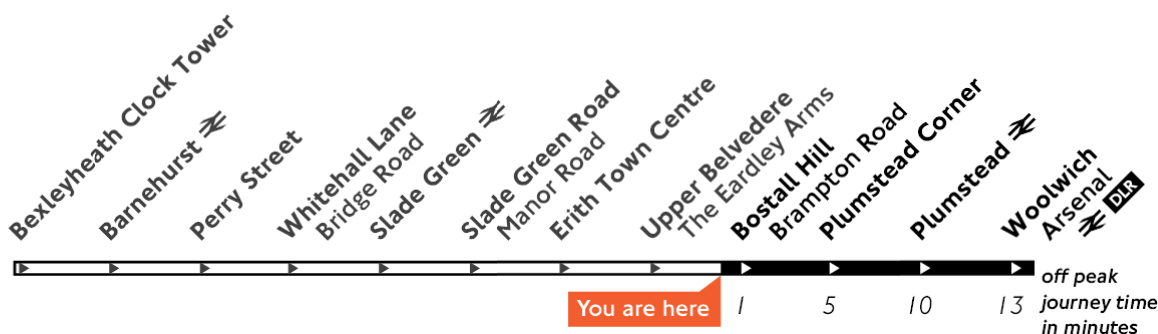 Bexleyheath Clock Tower
Barnehurst
Perry Street
Whitehall Lane
Bridge Road
Slade Green
Slade Green Road
Manor Road
Erith Town Centre
Upper Belvedere
The Eardley Arms
Bostall Hill
Brampton Road
Plumstead Corner
Plumstead
Woolwich
Arsenal
DLR
You are here
1
5
10
13
off peak
journey time
in minutes